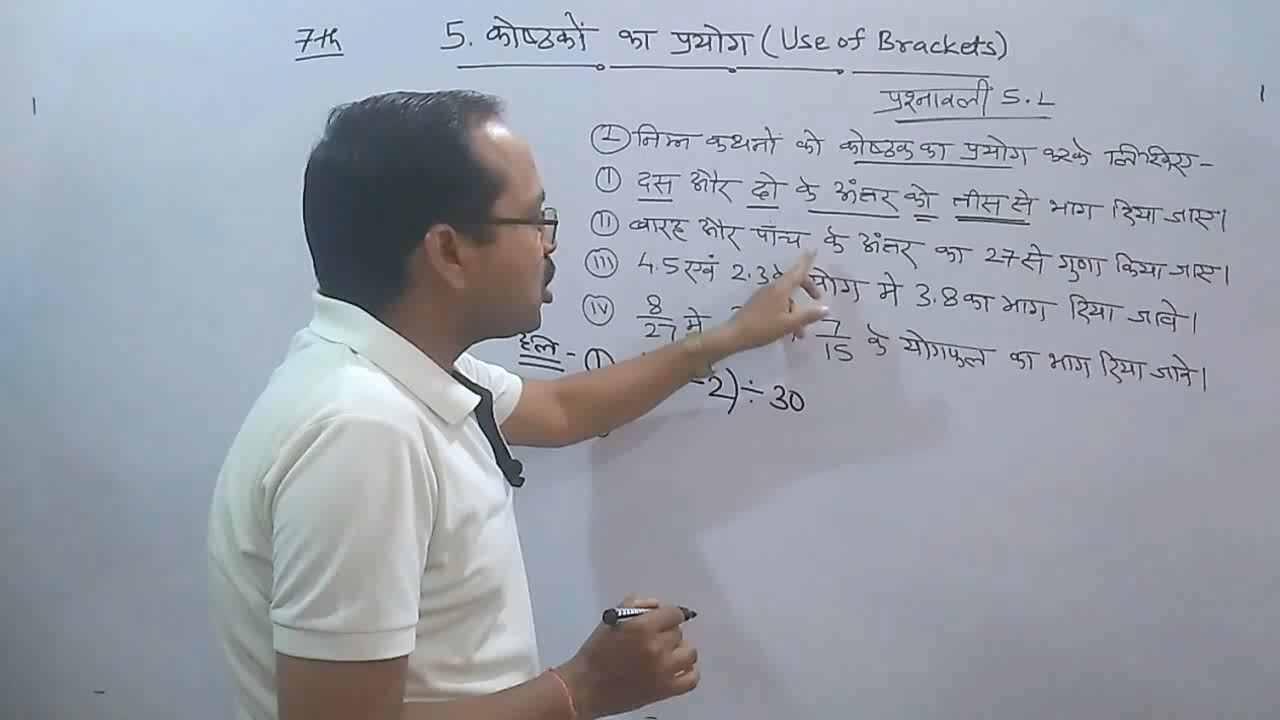 7th
5. कोष्ठकों का प्रयोग (Use of Brackets)
प्रश्नावली 5.1
① निम्न कथनों को कोष्ठक का प्रयोग करके लिखिए-
(i) दस और दो के अंतर को तीस से भाग दिया जाए।
(ii) बारह और पांच के अंतर का 27 से गुणा किया जाए।
(iii) 4.5 एवं 2.3 के योग में 3.8 का भाग दिया जावे।
(iv) 8/27 में 7/15 के योगफल का भाग दिया जावे।
हल- (i) -2) ÷ 30